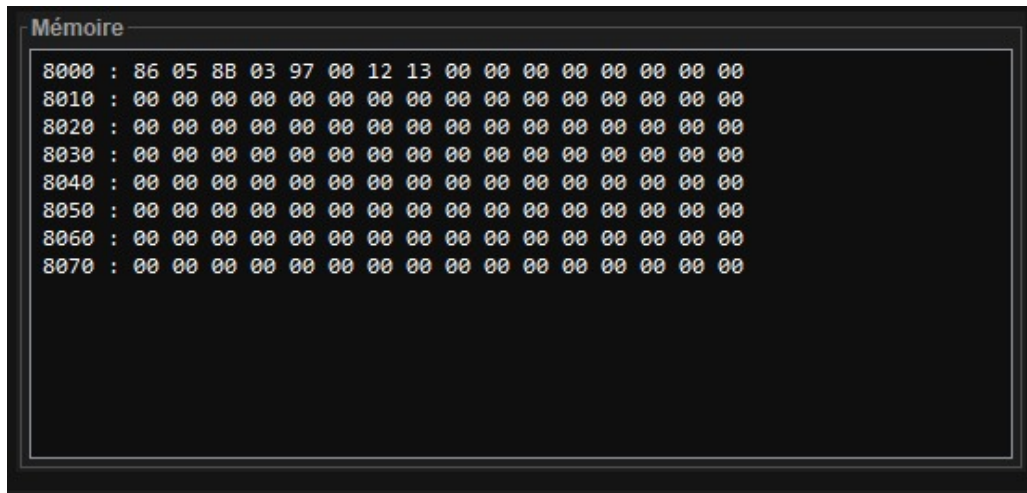 Mémoire
8000 : 86 05 8B 03 97 00 12 13 00 00 00 00 00 00 00 00
8010 : 00 00 00 00 00 00 00 00 00 00 00 00 00 00 00 00
8020 : 00 00 00 00 00 00 00 00 00 00 00 00 00 00 00 00
8030 : 00 00 00 00 00 00 00 00 00 00 00 00 00 00 00 00
8040 : 00 00 00 00 00 00 00 00 00 00 00 00 00 00 00 00
8050 : 00 00 00 00 00 00 00 00 00 00 00 00 00 00 00 00
8060 : 00 00 00 00 00 00 00 00 00 00 00 00 00 00 00 00
8070 : 00 00 00 00 00 00 00 00 00 00 00 00 00 00 00 00